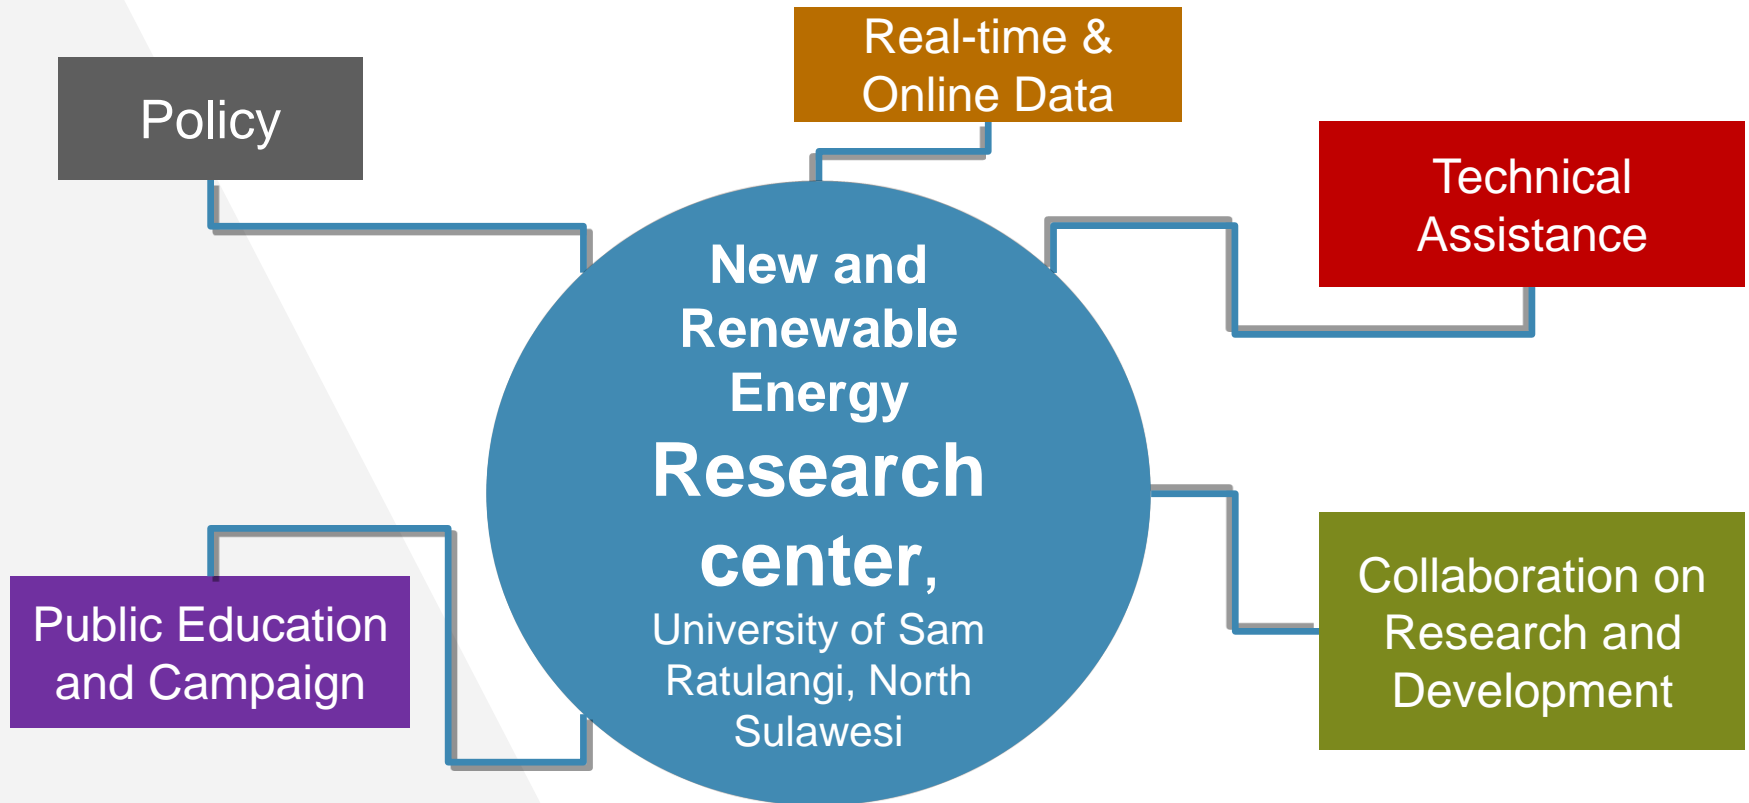 Policy
Real-time &
Online Data
Technical
Assistance
New and
Renewable
Energy
Research
center,
University of Sam
Ratulangi, North
Sulawesi
Public Education
and Campaign
Collaboration on
Research and
Development